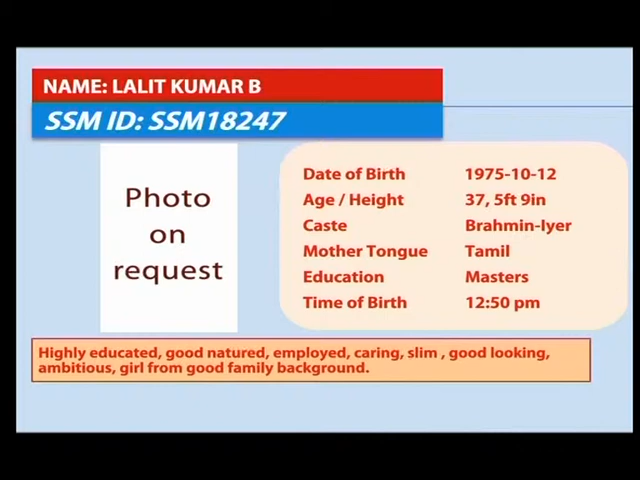 NAME: LALIT KUMAR B
SSM ID: SSM18247
Photo
on
request
Date of Birth 1975-10-12
Age / Height 37, 5ft 9in
Caste Brahmin-Iyer
Mother Tongue Tamil
Education Masters
Time of Birth 12:50 pm
Highly educated, good natured, employed, caring, slim , good looking,
ambitious, girl from good family background.